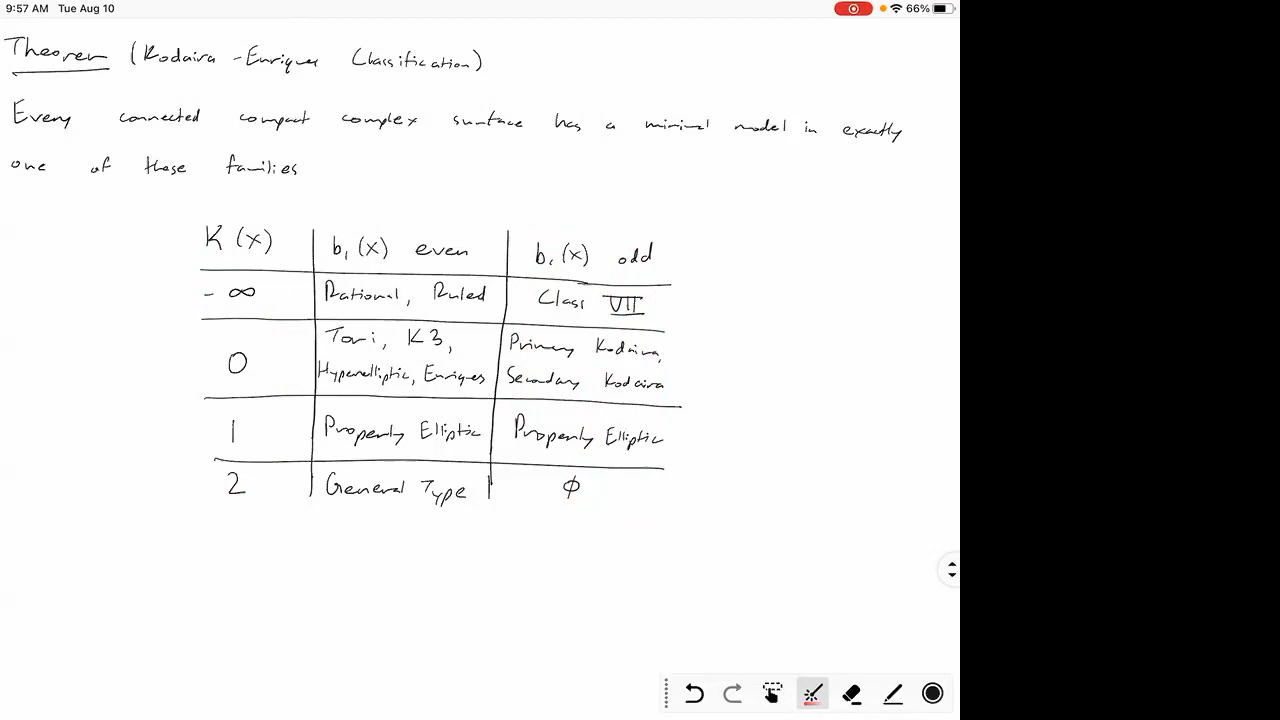 9:57 AM Tue Aug 10
66%
Theorem (Kodaira-Enriques Classification)
Every connected compact complex surface has a minimal model in exactly
one of these families
K(x) b₁(x) even b₁(x) odd
-∞ Rational, Ruled Class VII
0 Tori, K3, Hyperelliptic, Enriques Primary Kodaira, Secondary Kodaira
1 Properly Elliptic Properly Elliptic
2 General Type ϕ